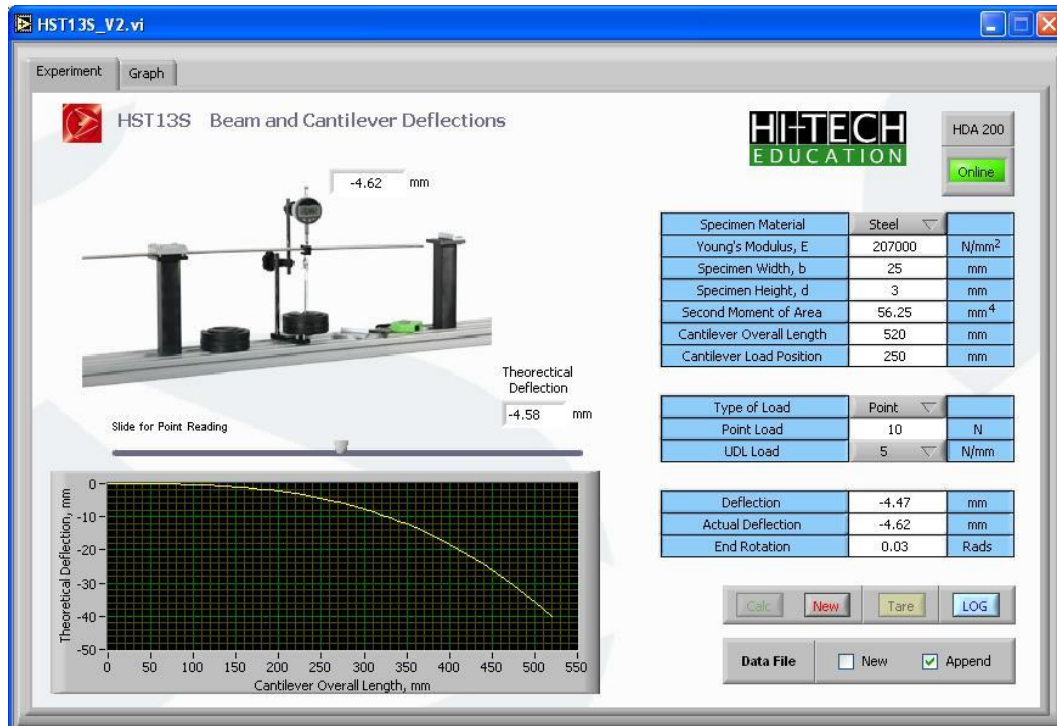 HST13S_V2.vi
Experiment Graph
HST13S Beam and Cantilever Deflections
HI-TECH
EDUCATION
HDA 200
Online
-4.62 mm
Specimen Material Steel
Young's Modulus, E 207000 N/mm2
Specimen Width, b 25 mm
Specimen Height, d 3 mm
Second Moment of Area 56.25 mm4
Cantilever Overall Length 520 mm
Cantilever Load Position 250 mm
Theorectical
Deflection
-4.58 mm
Slide for Point Reading
Type of Load Point
Point Load 10 N
UDL Load 5 N/mm
Deflection -4.47 mm
Actual Deflection -4.62 mm
End Rotation 0.03 Rads
Theoretical Deflection, mm
0
-10
-20
-30
-40
-50
0 50 100 150 200 250 300 350 400 450 500 550
Cantilever Overall Length, mm
Calc New Tare LOG
Data File New Append